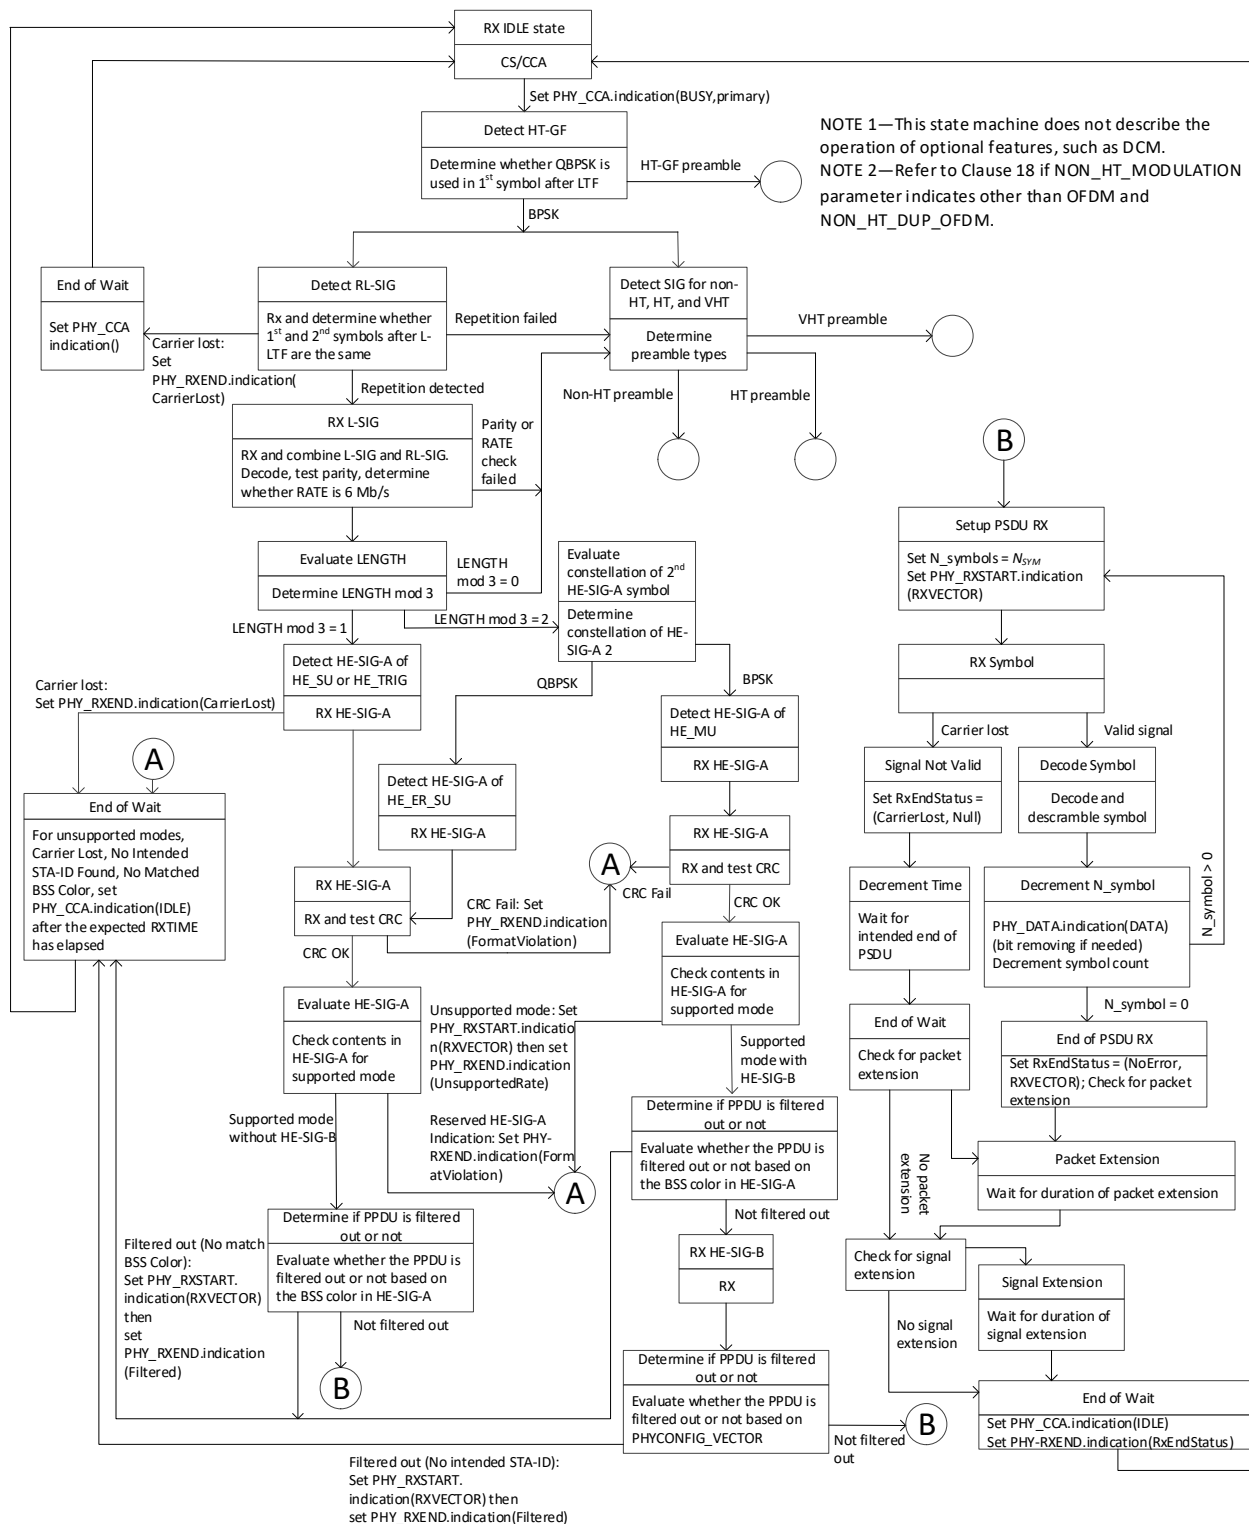 RX IDLE state
CS/CCA
Set PHY_CCA.indication(BUSY,primary)
Detect HT-GF
Determine whether QBPSK is
used in 1st symbol after LTF
HT-GF preamble
BPSK
NOTE 1—This state machine does not describe the
operation of optional features, such as DCM.
NOTE 2—Refer to Clause 18 if NON_HT_MODULATION
parameter indicates other than OFDM and
NON_HT_DUP_OFDM.
End of Wait
Set PHY_CCA
indication()
Detect RL-SIG
Rx and determine whether
1st and 2nd symbols after L-
LTF are the same
Repetition failed
Detect SIG for non-
HT, HT, and VHT
Determine
preamble types
VHT preamble
Carrier lost:
Set
PHY_RXEND.indication(
CarrierLost)
Repetition detected
Non-HT preamble
HT preamble
RX L-SIG
RX and combine L-SIG and RL-SIG.
Decode, test parity, determine
whether RATE is 6 Mb/s
Parity or
RATE
check
failed
B
Evaluate LENGTH
Determine LENGTH mod 3
LENGTH
mod 3 = 0
LENGTH mod 3 = 2
LENGTH mod 3 = 1
Evaluate
constellation of 2nd
HE-SIG-A symbol
Determine
constellation of HE-
SIG-A 2
Setup PSDU RX
Set N_symbols = NSYM
Set PHY_RXSTART.indication
(RXVECTOR)
RX Symbol
Carrier lost
Valid signal
Detect HE-SIG-A of
HE_SU or HE_TRIG
RX HE-SIG-A
Carrier lost:
Set PHY_RXEND.indication(CarrierLost)
QBPSK
BPSK
Detect HE-SIG-A of
HE_MU
RX HE-SIG-A
Signal Not Valid
Set RxEndStatus =
(CarrierLost, Null)
Decode Symbol
Decode and
descramble symbol
A
End of Wait
For unsupported modes,
Carrier Lost, No Intended
STA-ID Found, No Matched
BSS Color, set
PHY_CCA.indication(IDLE)
after the expected RXTIME
has elapsed
Detect HE-SIG-A of
HE_ER_SU
RX HE-SIG-A
RX HE-SIG-A
RX and test CRC
A
CRC Fail
RX HE-SIG-A
RX and test CRC
CRC Fail: Set
PHY_RXEND.indication
(FormatViolation)
CRC OK
CRC OK
Decrement Time
Wait for
intended end of
PSDU
Decrement N_symbol
PHY_DATA.indication(DATA)
(bit removing if needed)
Decrement symbol count
N_symbol > 0
N_symbol = 0
Evaluate HE-SIG-A
Check contents in
HE-SIG-A for
supported mode
Evaluate HE-SIG-A
Check contents in
HE-SIG-A for
supported mode
Unsupported mode: Set
PHY_RXSTART.indicatio
n(RXVECTOR) then set
PHY_RXEND.indication
(UnsupportedRate)
Supported
mode with
HE-SIG-B
End of Wait
Check for packet
extension
End of PSDU RX
Set RxEndStatus = (NoError,
RXVECTOR); Check for packet
extension
Supported mode
without HE-SIG-B
Reserved HE-SIG-A
Indication: Set PHY-
RXEND.indication(Form
atViolation)
A
Determine if PPDU is filtered
out or not
Evaluate whether the PPDU is
filtered out or not based on
the BSS color in HE-SIG-A
Not filtered out
No packet
extension
Packet Extension
Wait for duration of packet extension
Determine if PPDU is filtered
out or not
Evaluate whether the PPDU is
filtered out or not based on
the BSS color in HE-SIG-A
Not filtered out
B
Filtered out (No match
BSS Color):
Set PHY_RXSTART.
indication(RXVECTOR)
then
set
PHY_RXEND.indication
(Filtered)
RX HE-SIG-B
RX
Check for signal
extension
Signal Extension
Wait for duration of
signal extension
No signal
extension
Determine if PPDU is filtered
out or not
Evaluate whether the PPDU is
filtered out or not based on
PHYCONFIG_VECTOR
B
Not filtered
out
End of Wait
Set PHY_CCA.indication(IDLE)
Set PHY-RXEND.indication(RxEndStatus)
Filtered out (No intended STA-ID):
Set PHY_RXSTART.
indication(RXVECTOR) then
set PHY_RXEND.indication(Filtered)